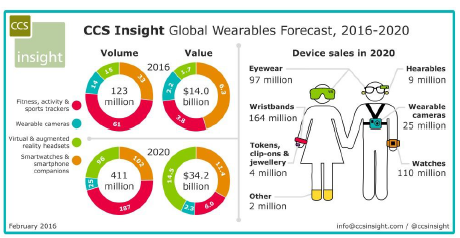 CCS
insight
CCS Insight Global Wearables Forecast, 2016-2020
Volume
Value
2016
123
million
15
33
14
61
$14.0
billion
1.7
6.3
2.2
3.8
Fitness, activity &
sports trackers
Wearable cameras
Virtual & augmented
reality headsets
Smartwatches &
smartphone
companions
2020
411
million
96
102
25
187
$34.2
billion
14.5
11.4
2.3
6.0
Device sales in 2020
Eyewear
97 million
Wristbands
164 million
Tokens,
clip-ons &
jewellery
4 million
Other
2 million
Hearables
9 million
Wearable
cameras
25 million
Watches
110 million
February 2016
info@ccsinsight.com / @ccsinsight